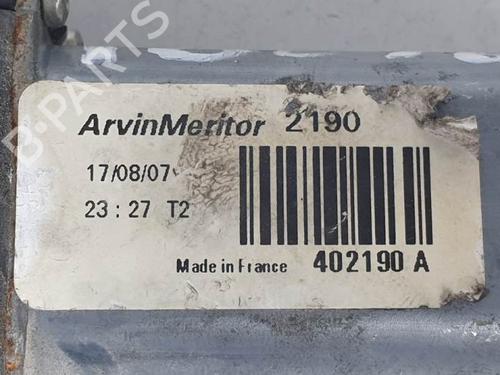 B-PARTS
ArvinMeritor 2190
17/08/07
23 : 27 T2
Made in France 402190 A